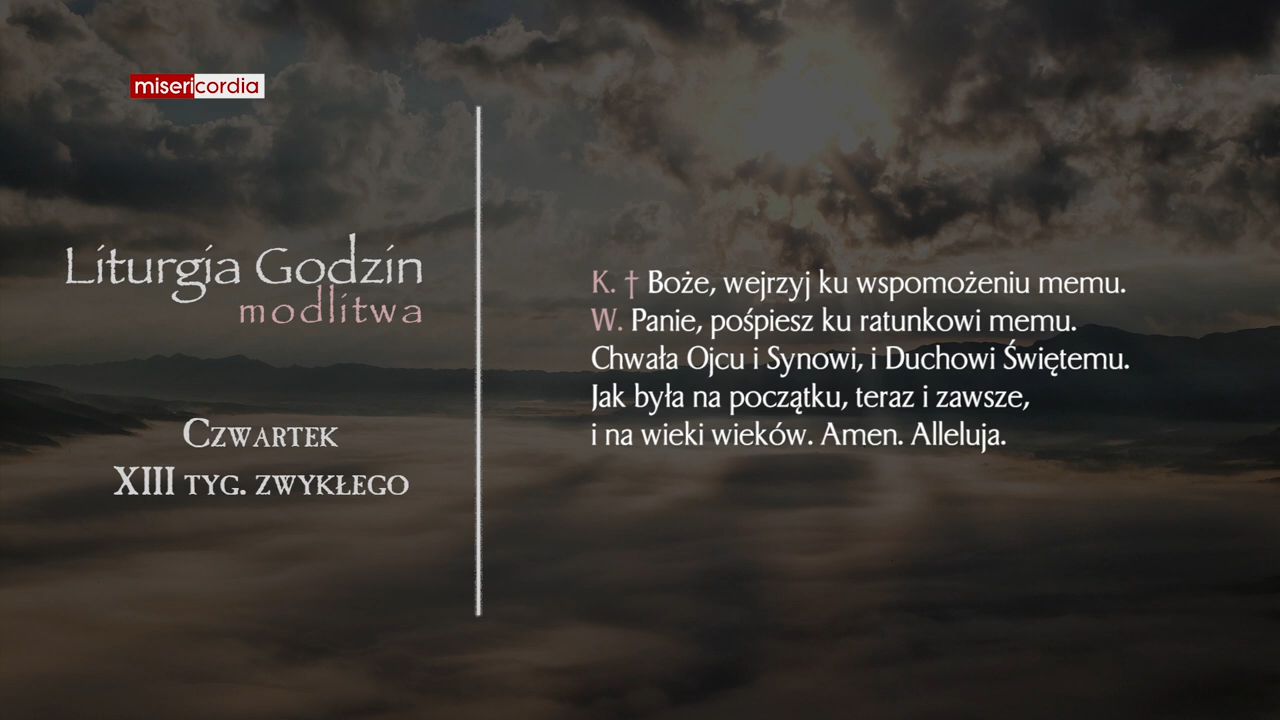 misericordia
Liturgia Godzin
modlitwa
Czwartek
XIII tyg. zwykłego
K. † Boże, wejrzyj ku wspomożeniu memu.
W. Panie, pośpiesz ku ratunkowi memu.
Chwała Ojcu i Synowi, i Duchowi Świętemu.
Jak była na początku, teraz i zawsze,
i na wieki wieków. Amen. Alleluja.